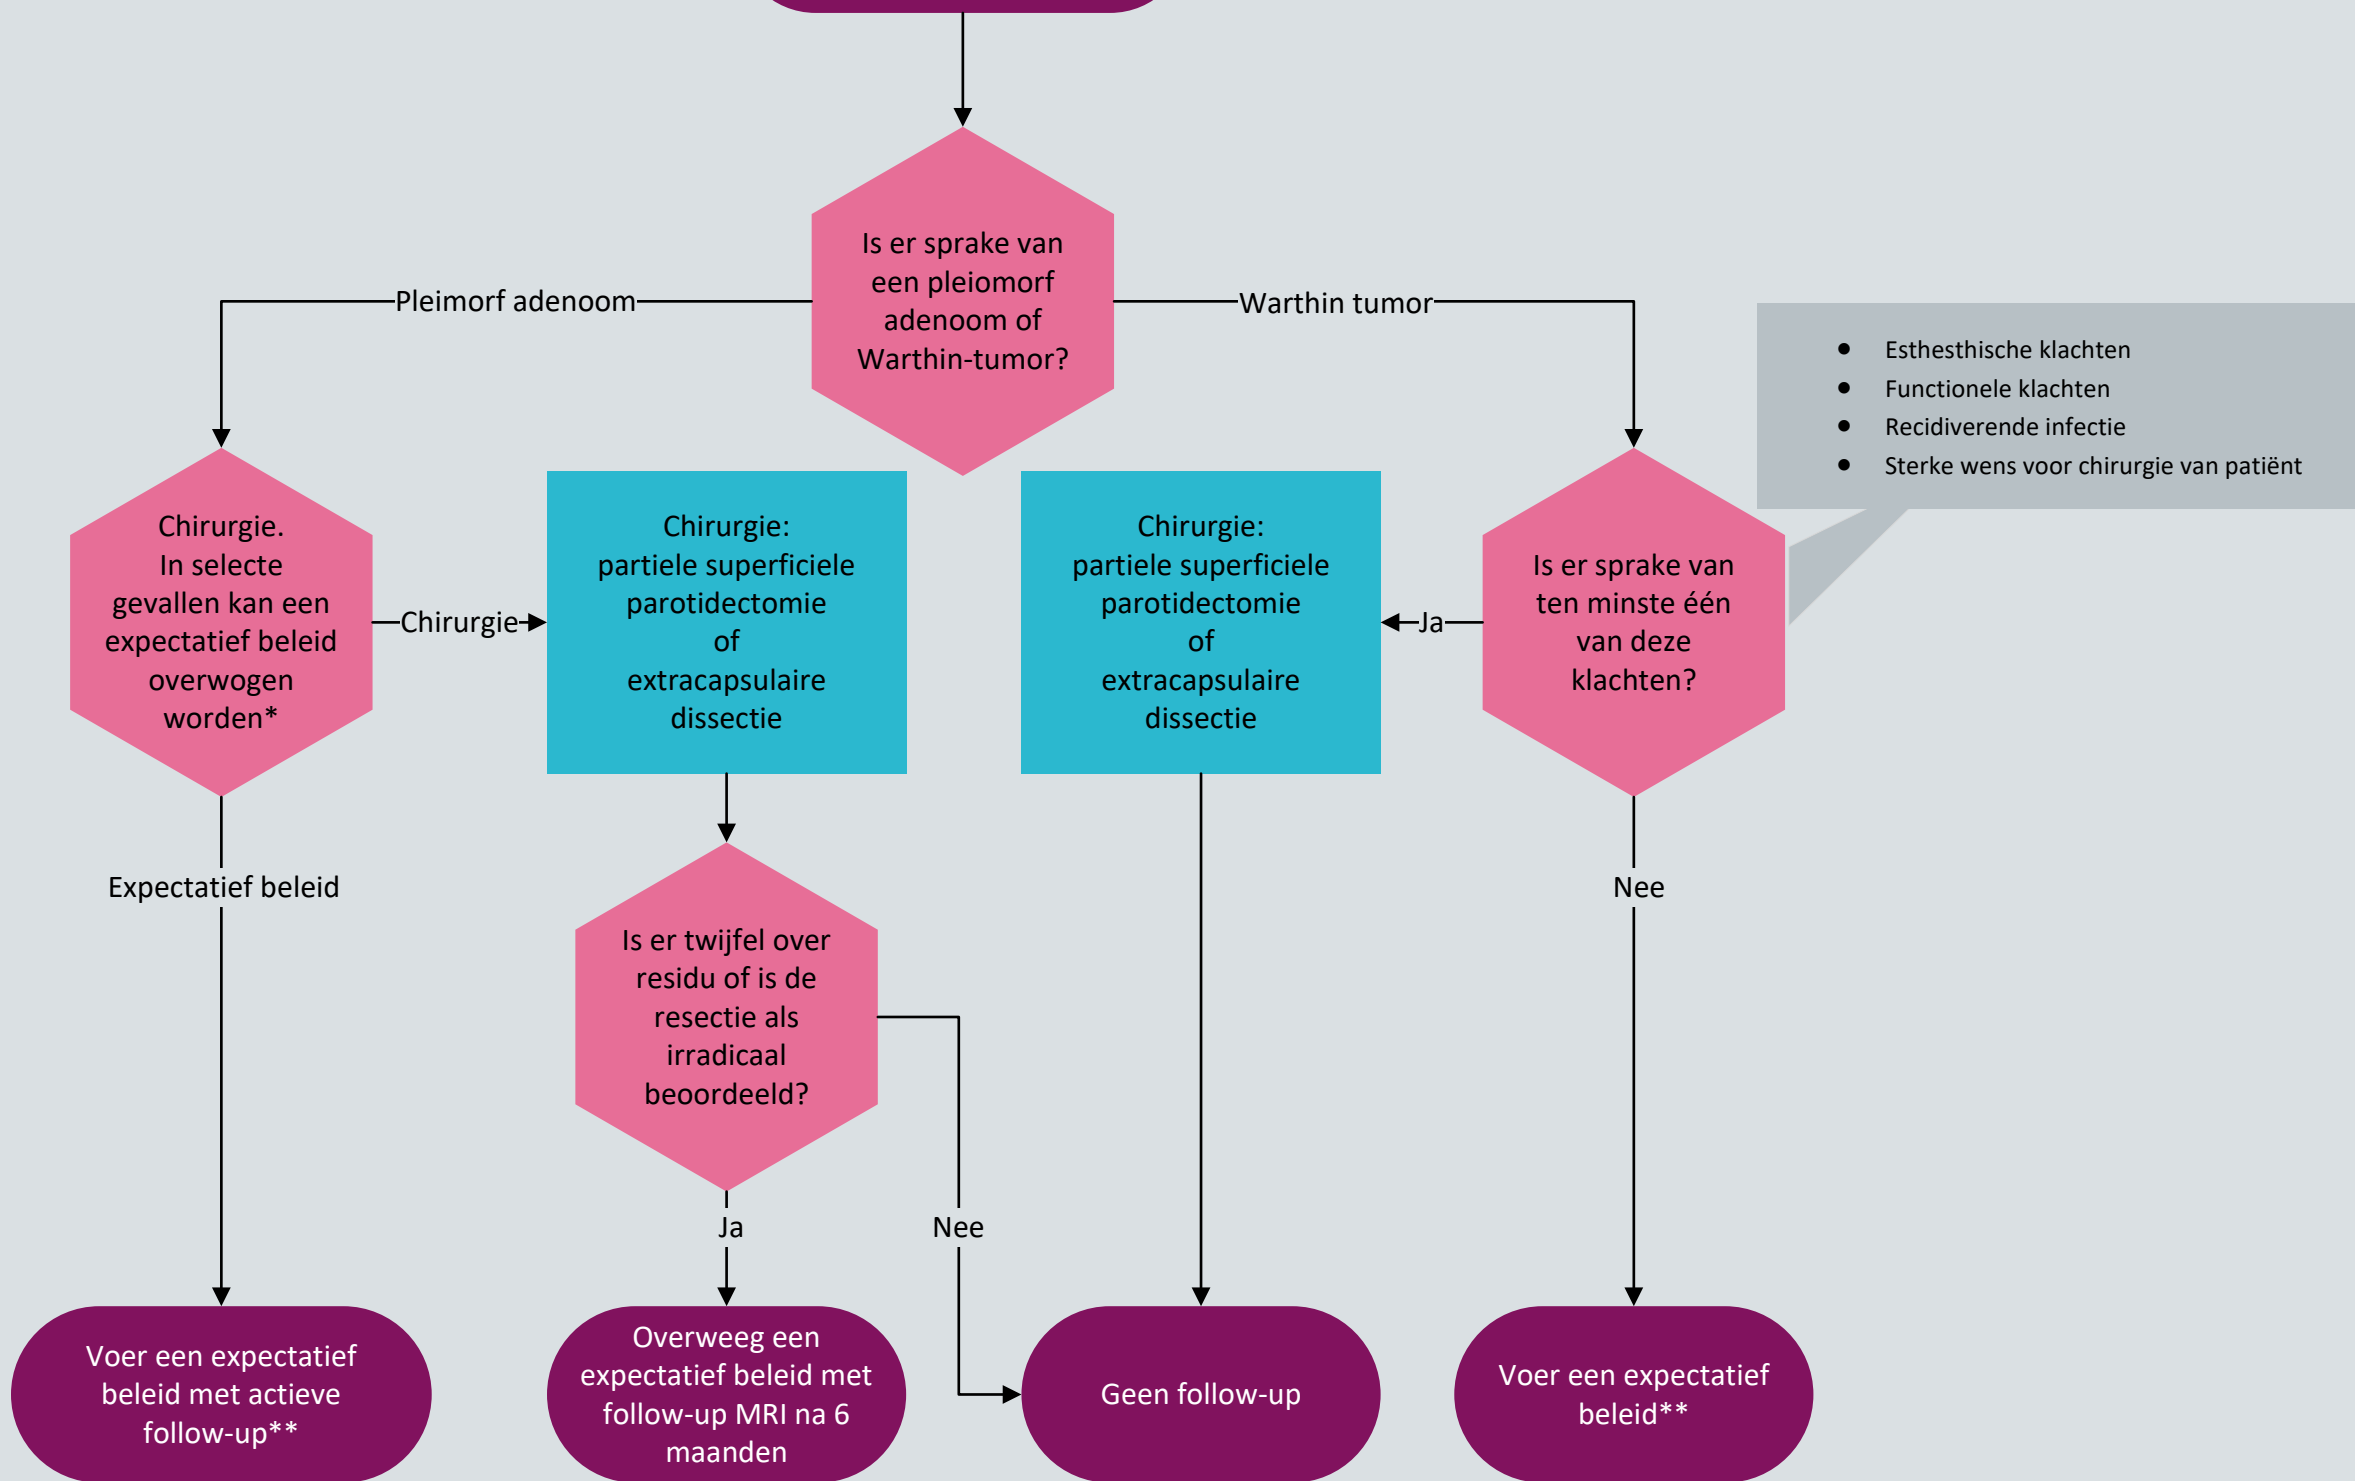 Is er sprake van
een pleiomorf
adenoom of
Warthin-tumor?
Pleimorf adenoom
Warthin tumor
• Esthesthische klachten
• Functionele klachten
• Recidiverende infectie
• Sterke wens voor chirurgie van patiënt
Chirurgie.
In selecte
gevallen kan een
expectatief beleid
overwogen
worden*
Chirurgie
Chirurgie:
partiele superficiele
parotidectomie
of
extracapsulaire
dissectie
Chirurgie:
partiele superficiele
parotidectomie
of
extracapsulaire
dissectie
Ja
Is er sprake van
ten minste één
van deze
klachten?
Expectatief beleid
Nee
Is er twijfel over
residu of is de
resectie als
irradicaal
beoordeeld?
Ja
Nee
Voer een expectatief
beleid met actieve
follow-up**
Overweeg een
expectatief beleid met
follow-up MRI na 6
maanden
Geen follow-up
Voer een expectatief
beleid**